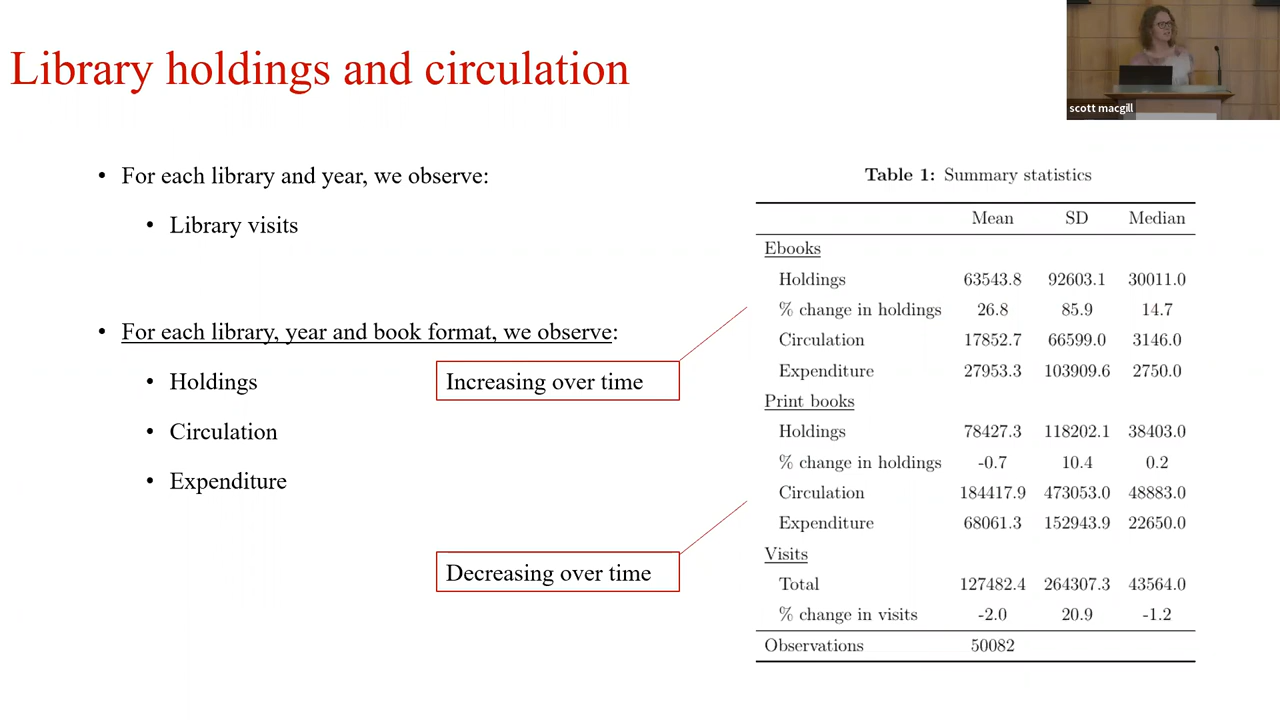 Library holdings and circulation
scott macgill
• For each library and year, we observe:
• Library visits
• For each library, year and book format, we observe:
• Holdings
• Circulation
• Expenditure
Increasing over time
Decreasing over time
Table 1: Summary statistics
Mean SD Median
Ebooks
Holdings 63543.8 92603.1 30011.0
% change in holdings 26.8 85.9 14.7
Circulation 17852.7 66599.0 3146.0
Expenditure 27953.3 103909.6 2750.0
Print books
Holdings 78427.3 118202.1 38403.0
% change in holdings -0.7 10.4 0.2
Circulation 184417.9 473053.0 48883.0
Expenditure 68061.3 152943.9 22650.0
Visits
Total 127482.4 264307.3 43564.0
% change in visits -2.0 20.9 -1.2
Observations 50082